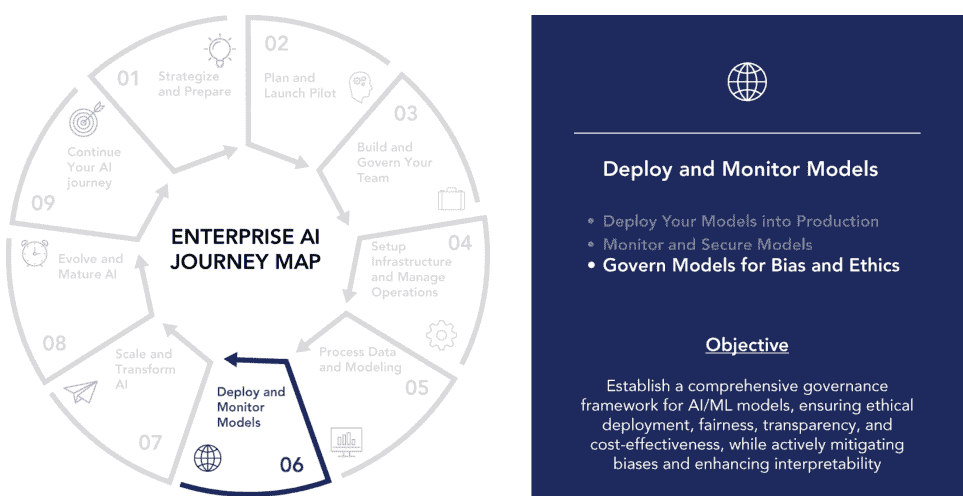 01
Strategize
and Prepare
02
Plan and
Launch Pilot
03
Build and
Govern Your
Team
04
Setup
Infrastructure
and Manage
Operations
Process Data
and Modeling
05
Deploy and
Monitor
Models
06
Scale and
Transform
AI
07
Evolve and
Mature AI
08
Continue
Your AI
journey
09
ENTERPRISE AI
JOURNEY MAP
Deploy and Monitor Models
• Deploy Your Models into Production
• Monitor and Secure Models
• Govern Models for Bias and Ethics
Objective
Establish a comprehensive governance
framework for AI/ML models, ensuring ethical
deployment, fairness, transparency, and
cost-effectiveness, while actively mitigating
biases and enhancing interpretability